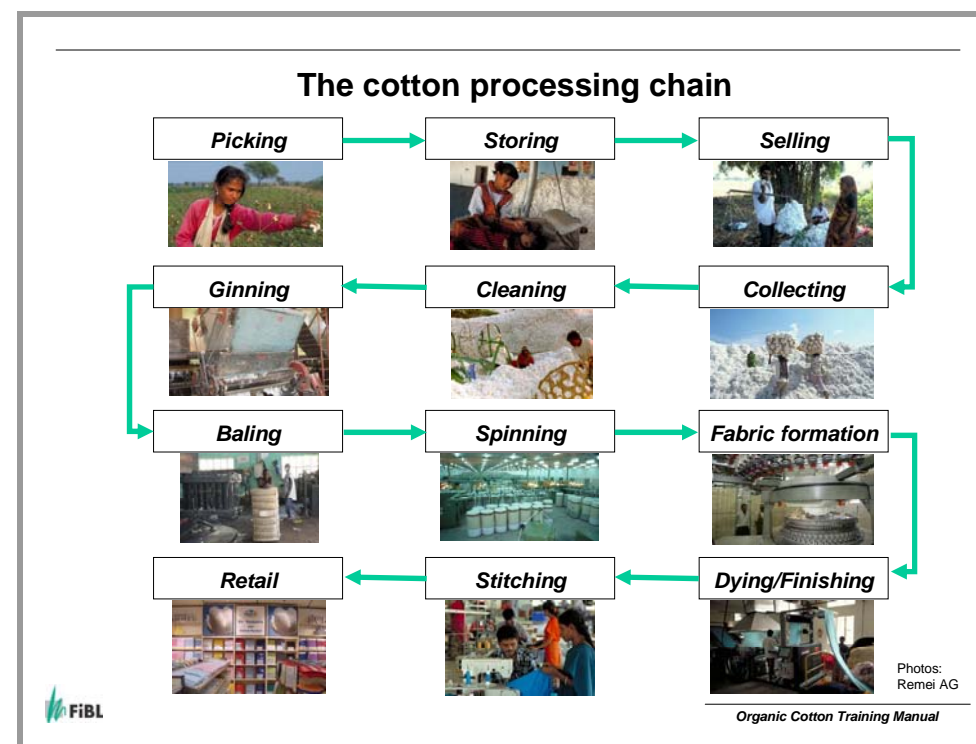 The cotton processing chain
Picking
Storing
Selling
Ginning
Cleaning
Collecting
Baling
Spinning
Fabric formation
Retail
Stitching
Dying/Finishing
Photos:
Remei AG
FiBL
Organic Cotton Training Manual